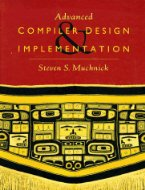 Advanced
COMPILER DESIGN
&
IMPLEMENTATION
Steven S. Muchnick